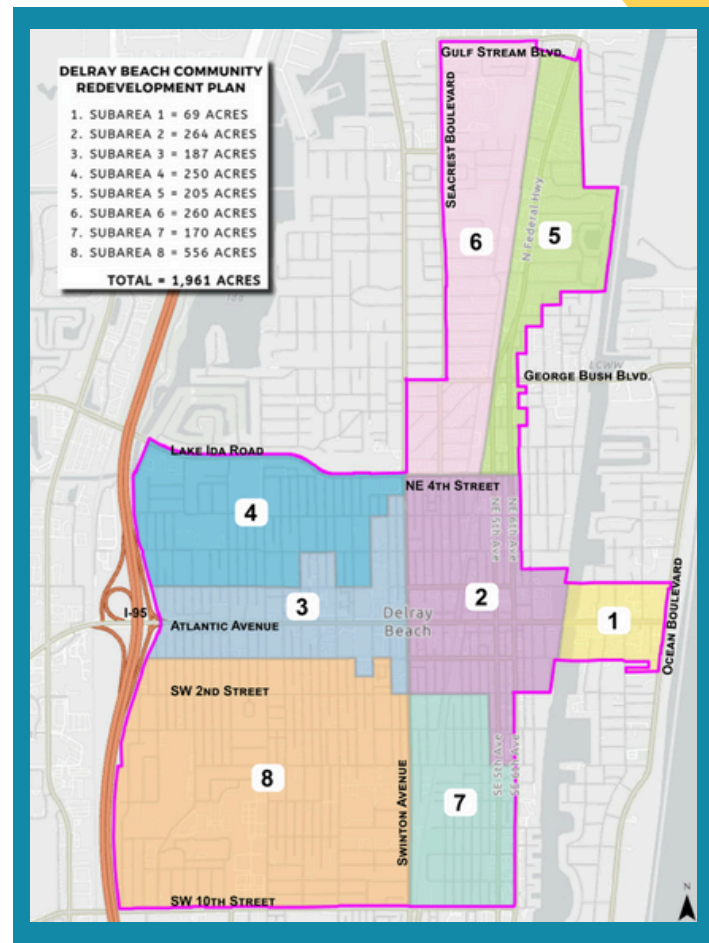 DELRAY BEACH COMMUNITY
REDEVELOPMENT PLAN
1. SUBAREA 1 = 69 ACRES
2. SUBAREA 2 = 264 ACRES
3. SUBAREA 3 = 187 ACRES
4. SUBAREA 4 = 250 ACRES
5. SUBAREA 5 = 205 ACRES
6. SUBAREA 6 = 260 ACRES
7. SUBAREA 7 = 170 ACRES
8. SUBAREA 8 = 556 ACRES
TOTAL = 1,961 ACRES
GULF STREAM BLVD.
SEACREST BOULEVARD
N Federal Hwy
6
5
ICWW
GEORGE BUSH BLVD.
LAKE IDA ROAD
NE 4TH STREET
NE 5th Ave
NE 6th Ave
4
3
2
1
I-95
ATLANTIC AVENUE
Delray
Beach
OCEAN BOULEVARD
SW 2ND STREET
SE 5th Ave
SE 6th Ave
8
7
SWINTON AVENUE
SW 10TH STREET
N